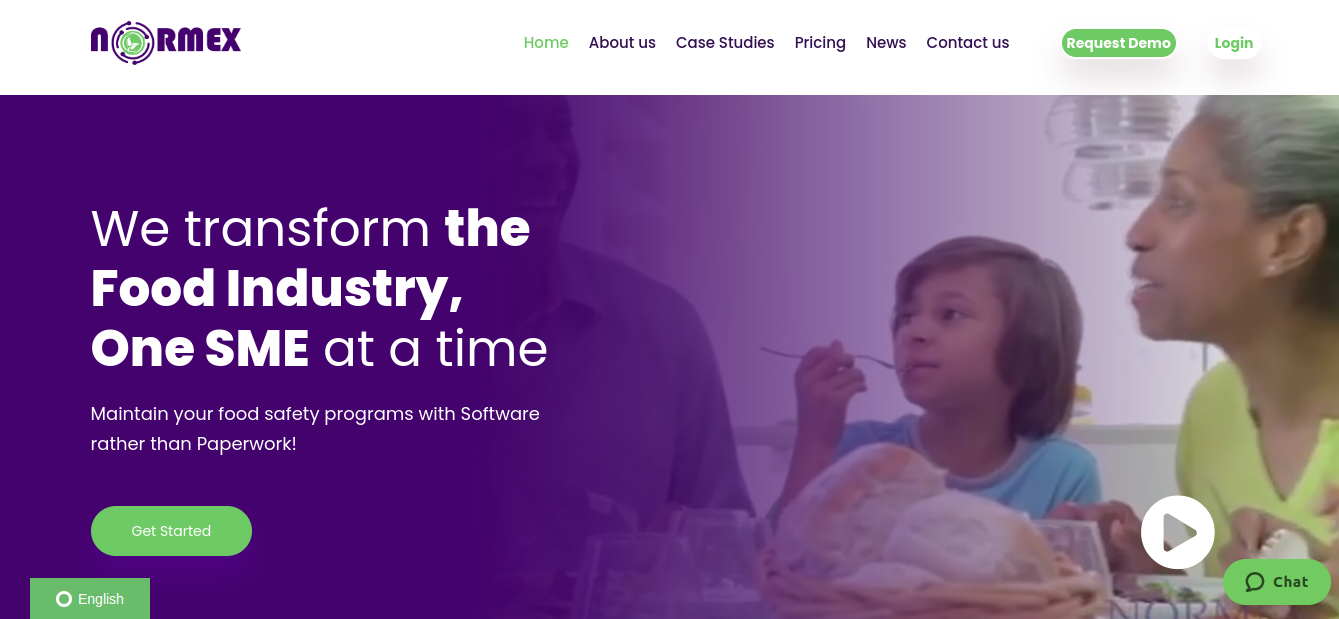 NORMEX
Home About us Case Studies Pricing News Contact us Request Demo Login
We transform the
Food Industry,
One SME at a time
Maintain your food safety programs with Software
rather than Paperwork!
Get Started
English
Chat
NORM